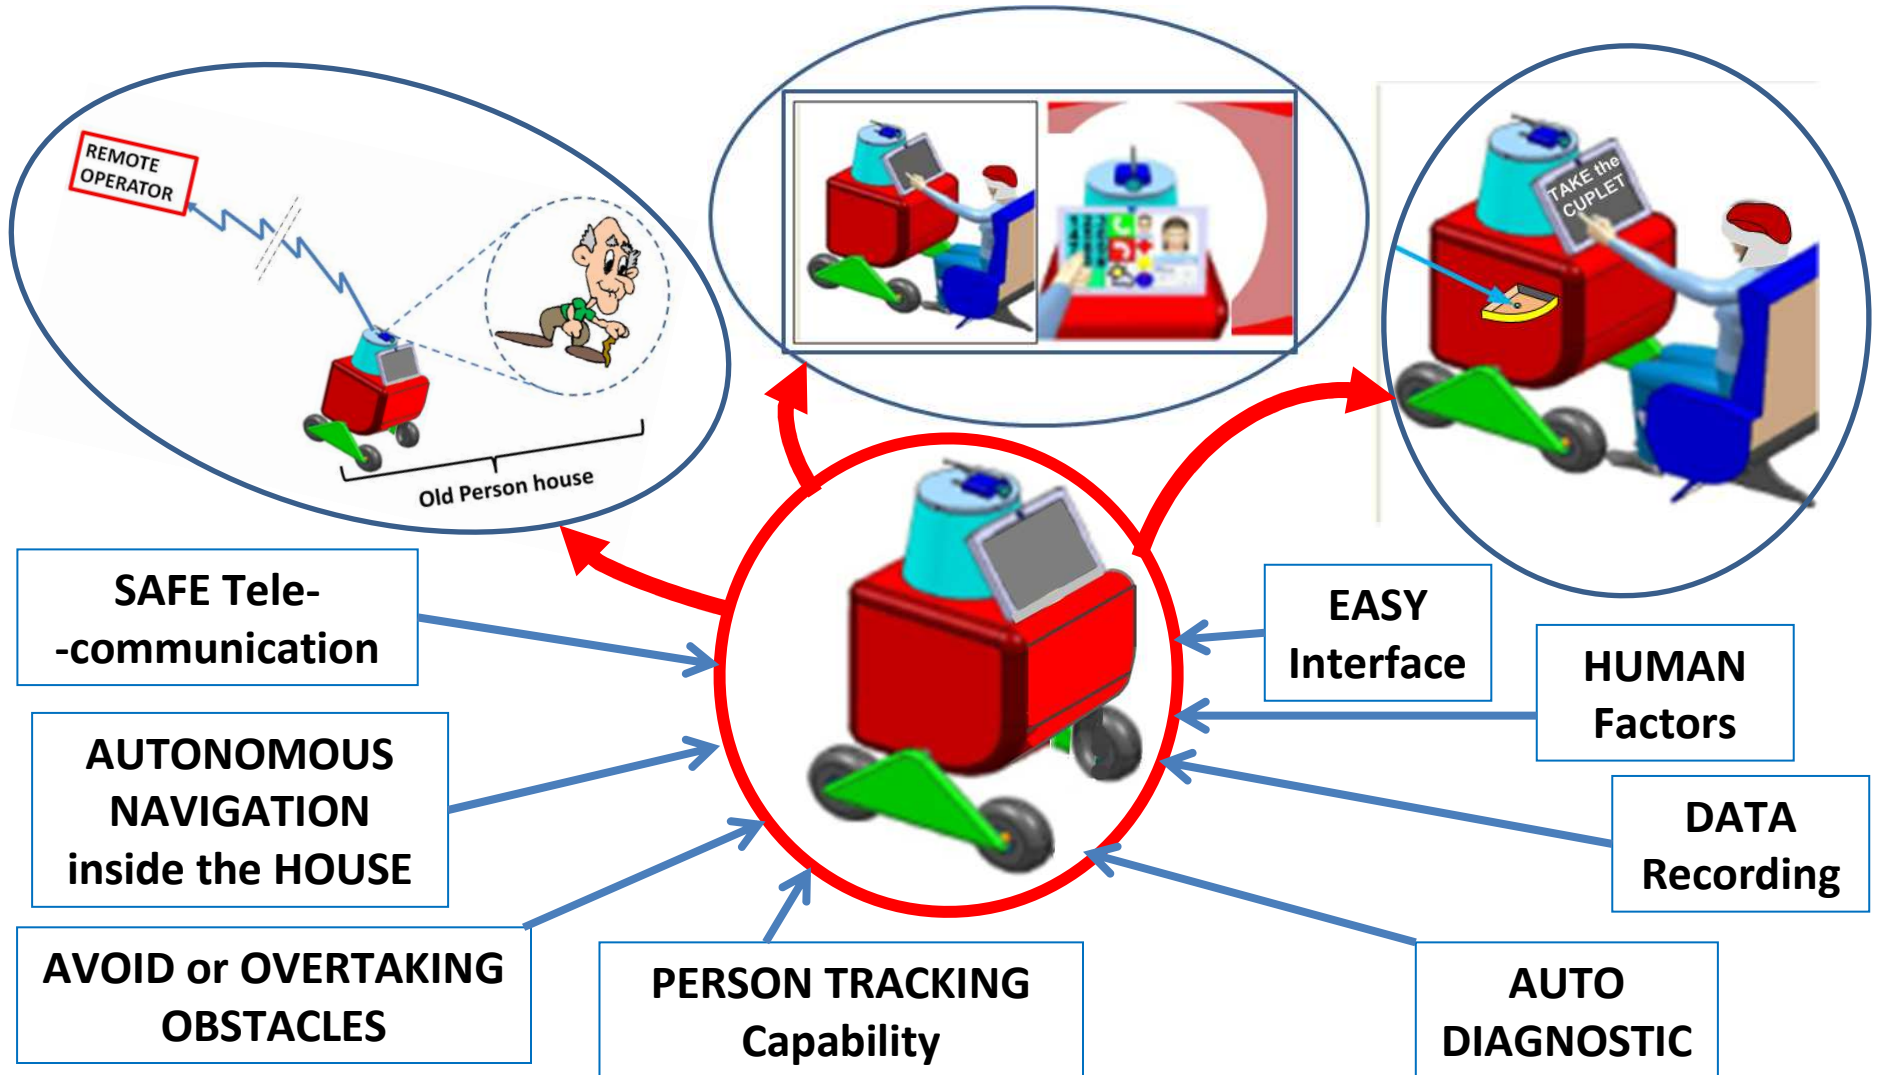 REMOTE
OPERATOR
Old Person house
TAKE the
CUPLET
SAFE Tele-
-communication
AUTONOMOUS
NAVIGATION
inside the HOUSE
AVOID or OVERTAKING
OBSTACLES
PERSON TRACKING
Capability
EASY
Interface
HUMAN
Factors
DATA
Recording
AUTO
DIAGNOSTIC